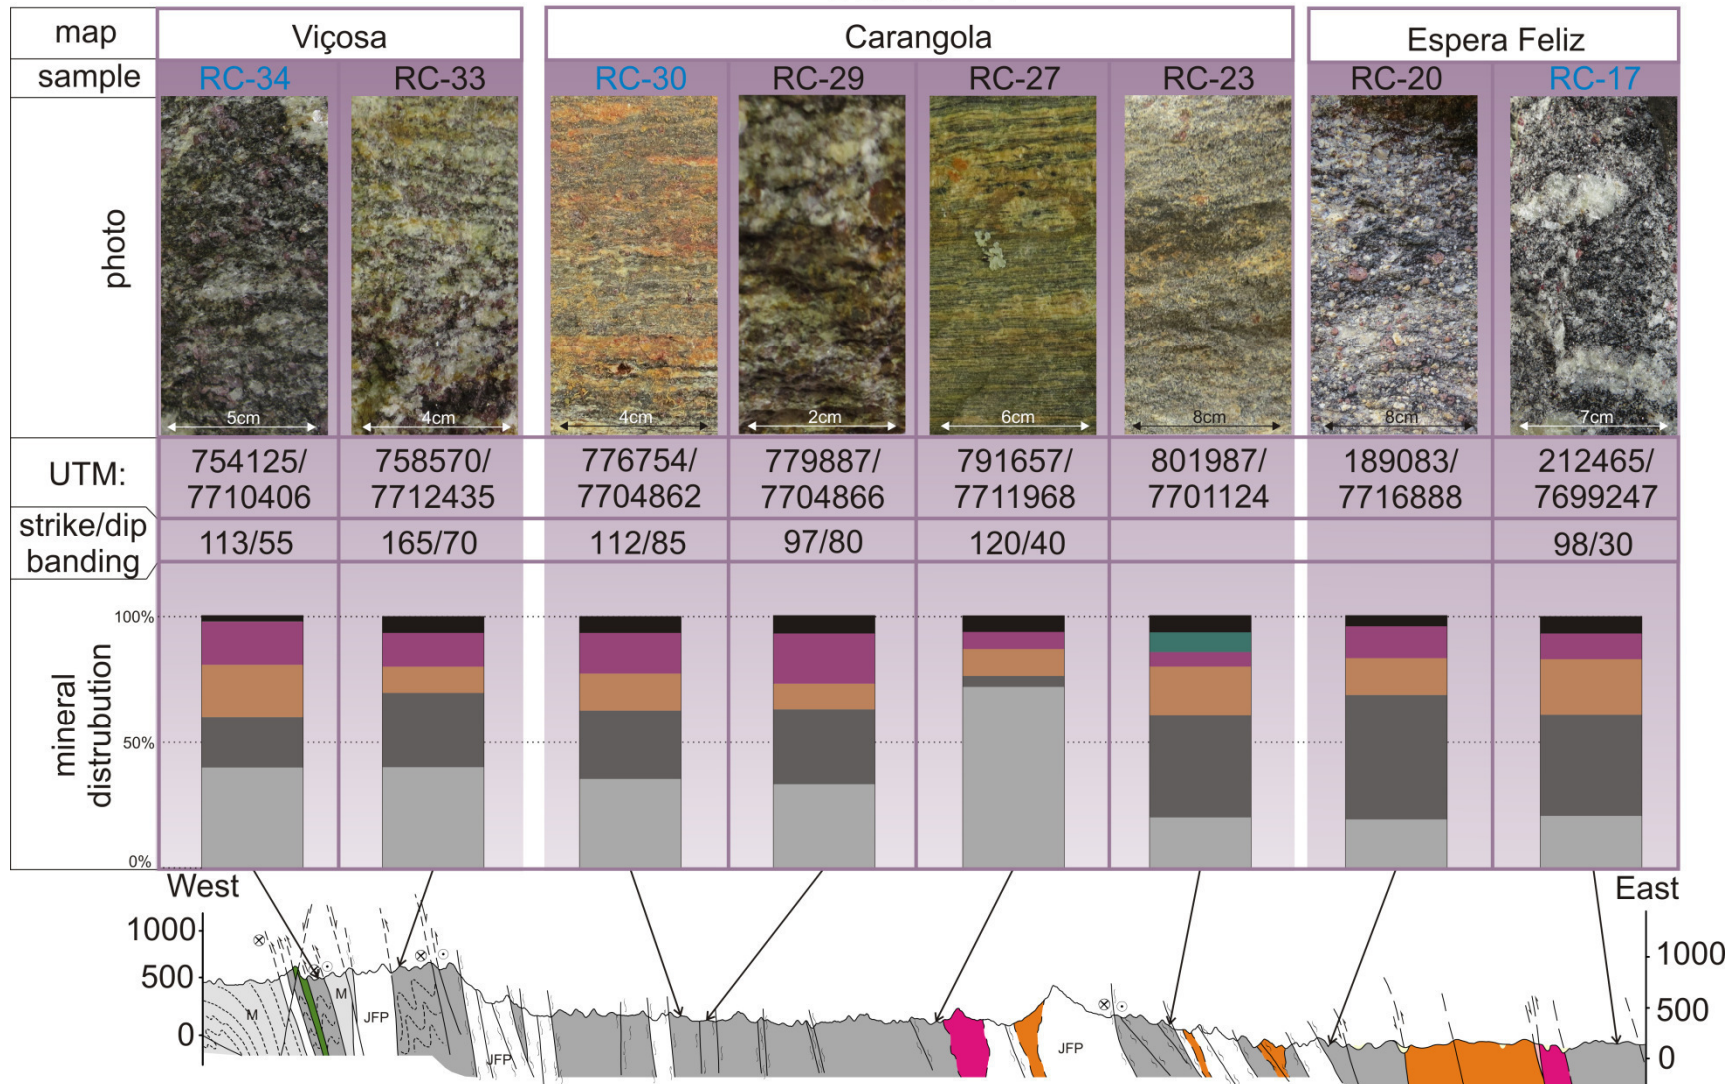 map Viçosa Carangola Espera Feliz
sample RC-34 RC-33 RC-30 RC-29 RC-27 RC-23 RC-20 RC-17
photo
5cm 4cm 4cm 2cm 6cm 8cm 8cm 7cm
UTM:
754125/ 758570/ 776754/ 779887/ 791657/ 801987/ 189083/ 212465/
7710406 7712435 7704862 7704866 7711968 7701124 7716888 7699247
strike/dip
banding
113/55 165/70 112/85 97/80 120/40 98/30
mineral
distrubution
100%
50%
0%
West East
1000 1000
500 500
0 0
M M JFP JFP JFP